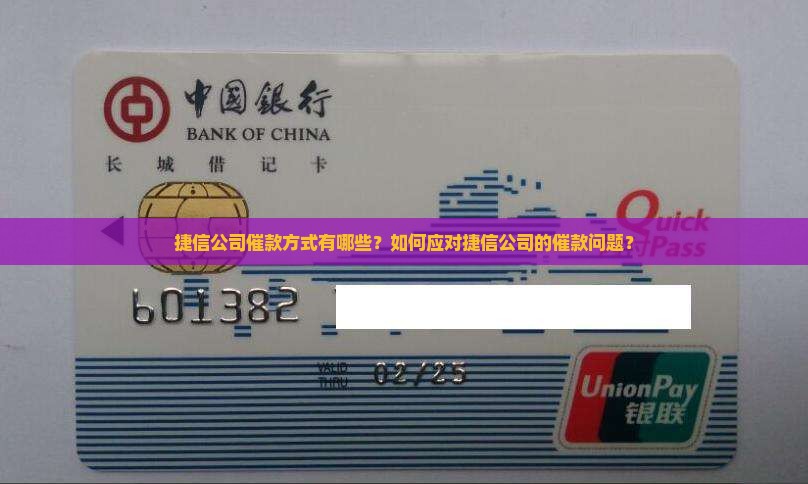 中國銀行
BANK OF CHINA
长城借记卡
Quick
捷信公司催款方式有哪些？如何应对捷信公司的催款问题？
Pass
601382
VALID
THRU 02/25
UnionPay
银联